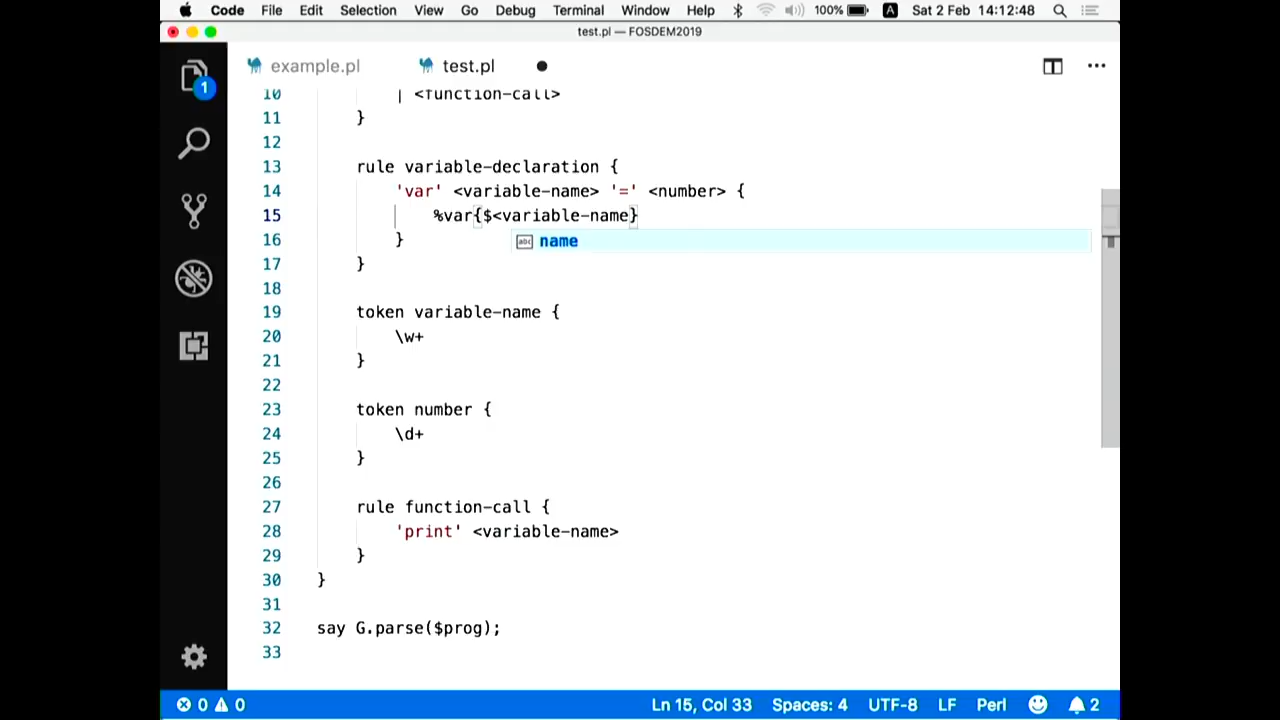 Code File Edit Selection View Go Debug Terminal Window Help 100% A Sat 2 Feb 14:12:48
test.pl — FOSDEM2019
1
example.pl test.pl
10 | <function-call>
11 }
12
13 rule variable-declaration {
14 'var' <variable-name> '=' <number> {
15 %var{$<variable-name}
name
16 }
17 }
18
19 token variable-name {
20 \w+
21 }
22
23 token number {
24 \d+
25 }
26
27 rule function-call {
28 'print' <variable-name>
29 }
30 }
31
32 say G.parse($prog);
33
0 0 Ln 15, Col 33 Spaces: 4 UTF-8 LF Perl 2